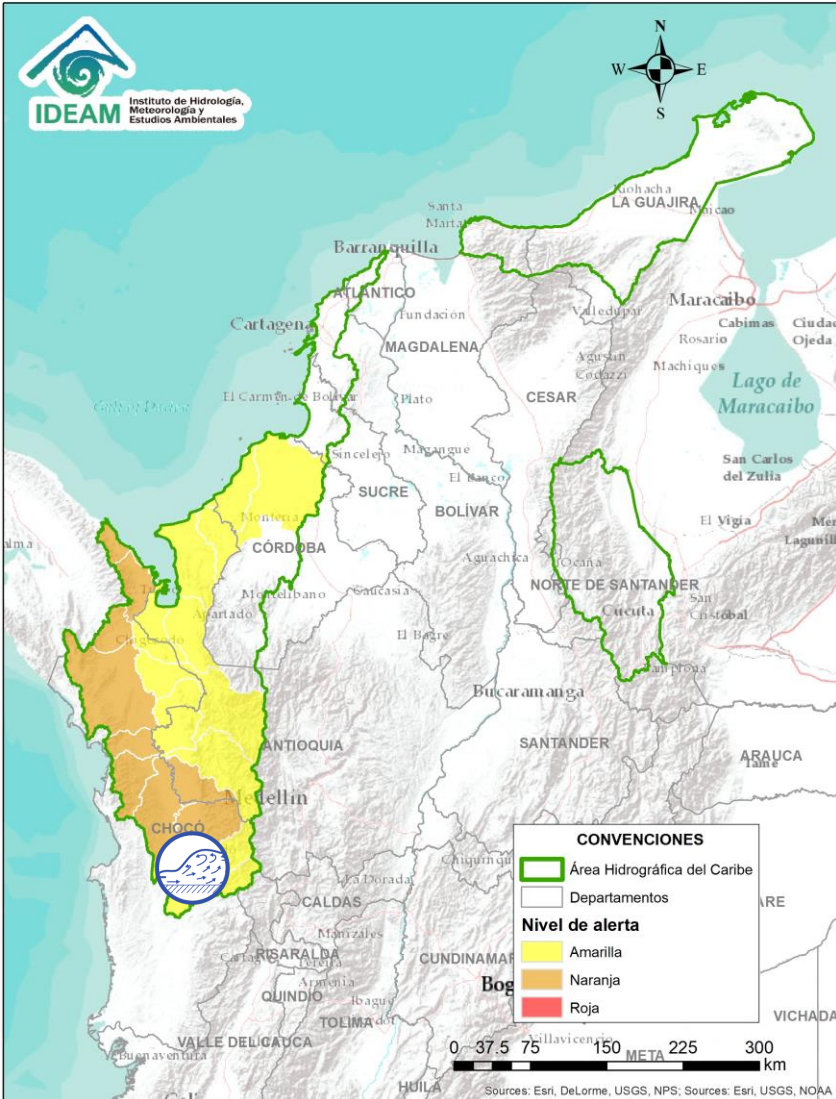 IDEAM
Instituto de Hidrología,
Meteorología y
Estudios Ambientales
N
W
E
S
Riohacha
LA GUAJIRA
Maicao
Santa
Marta
Barranquilla
ATLÁNTICO
Maracaibo
Cartagena
Fundación
Valledupar
Cabimas
Ciudad
Ojeda
MAGDALENA
Rosario
Agustín
Codazzi
Machiques
Lago de
Maracaibo
El Carmen de Bolívar
Plato
CESAR
Sincelejo
Magangué
San Carlos
del Zulia
El Banco
SUCRE
BOLÍVAR
Montería
El Vigía
CÓRDOBA
Aguachica
Ocaña
Montelíbano
Caucasia
NORTE DE SANTANDER
Apartado
Cucuta
San
Cristóbal
Chigorodo
El Bagre
Pamplona
Bucaramanga
ANTIOQUIA
SANTANDER
ARAUCA
Tame
Medellín
CHOCÓ
La Dorada
CALDAS
Manizales
RISARALDA
CUNDINAMAR
Armenia
QUINDÍO
Ibagué
TOLIMA
VICHADA
VALLE DEL CAUCA
Villavicencio
Buenaventura
META
HUILA
CONVENCIONES
Área Hidrográfica del Caribe
Departamentos
Nivel de alerta
Amarilla
Naranja
Roja
0 37.5 75 150 225 300
km
Sources: Esri, DeLorme, USGS, NPS; Sources: Esri, USGS, NOAA